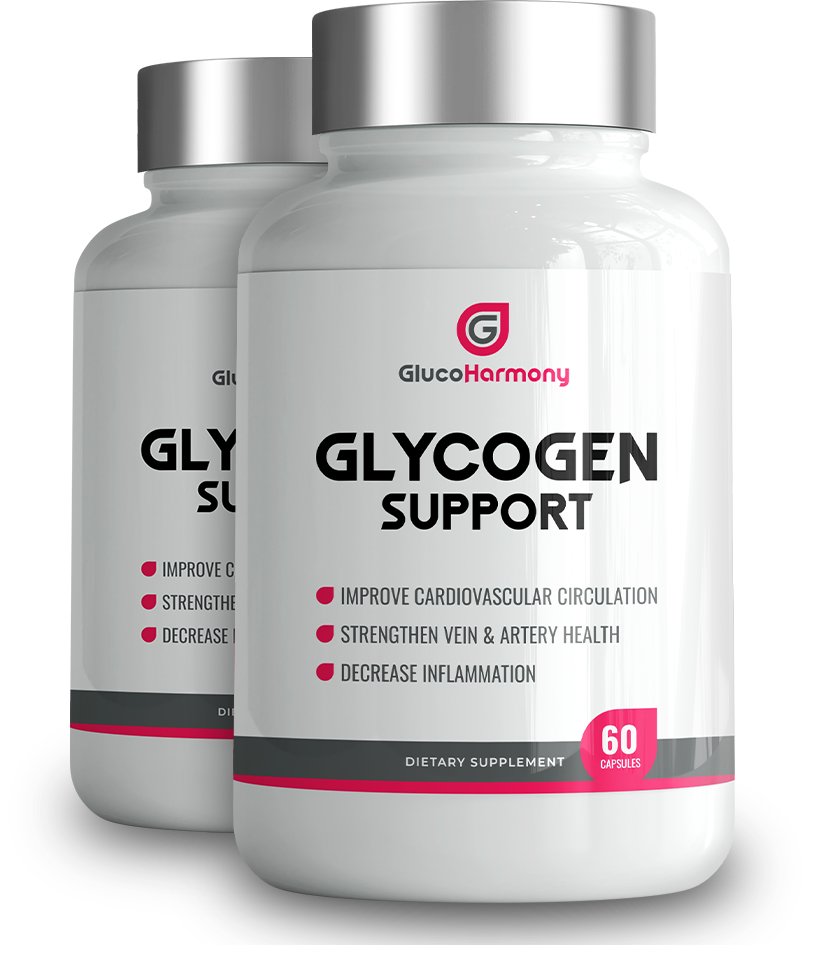 G
GlucoHarmony
GLYCOGEN
SUPPORT
IMPROVE CARDIOVASCULAR CIRCULATION
STRENGTHEN VEIN & ARTERY HEALTH
DECREASE INFLAMMATION
DIETARY SUPPLEMENT
60
CAPSULES